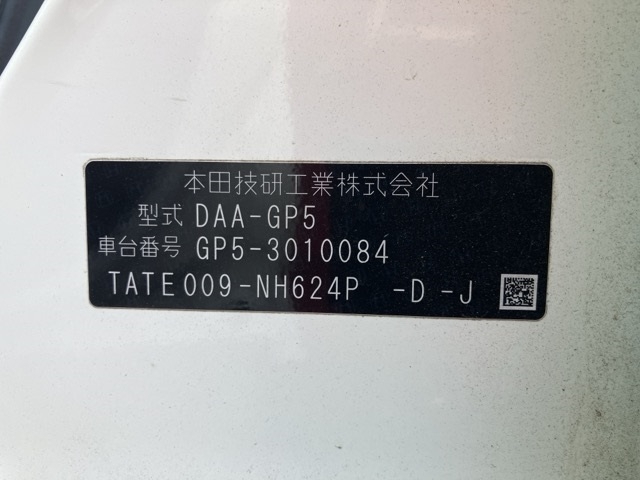 本田技研工業株式会社
型式 DAA-GP5
車台番号 GP5-3010084
TATE009-NH624P -D -J